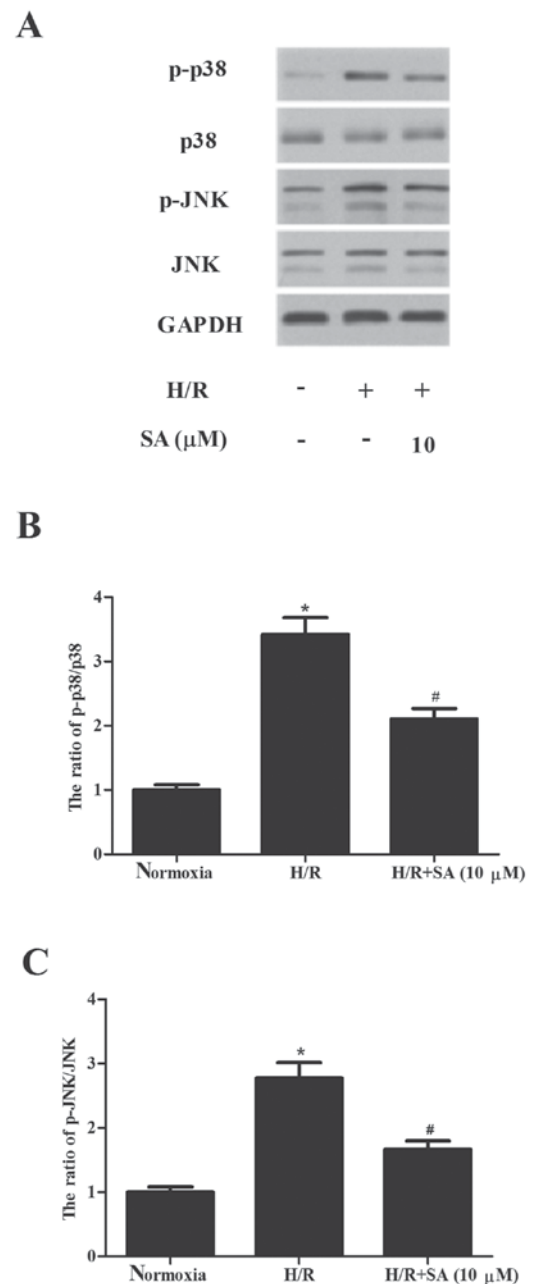 A
p-p38
p38
p-JNK
JNK
GAPDH
H/R - + +
SA (μM) - - 10
B
The ratio of p-p38/p38
4
3
2
1
0
*
#
Normoxia H/R H/R+SA (10 μM)
C
The ratio of p-JNK/JNK
4
3
2
1
0
*
#
Normoxia H/R H/R+SA (10 μM)